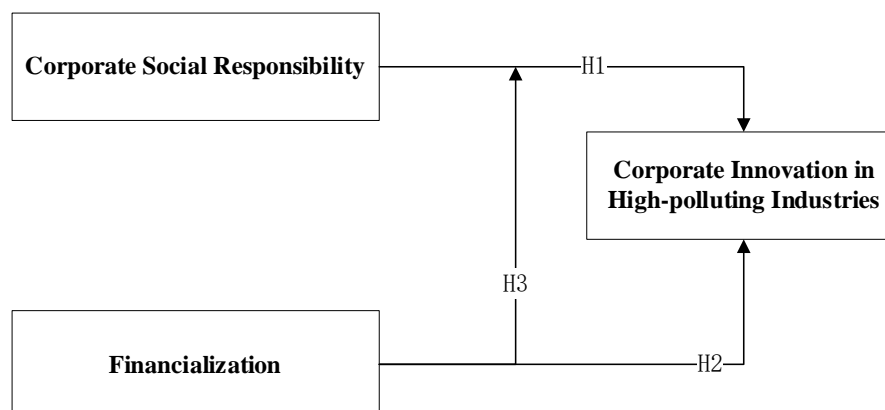 Corporate Social Responsibility
H1
Corporate Innovation in
High-polluting Industries
H3
Financialization
H2